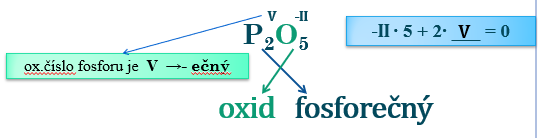 V -II
P2O5
-II · 5 + 2· V = 0
ox.číslo fosforu je V →- ečný
oxid fosforečný